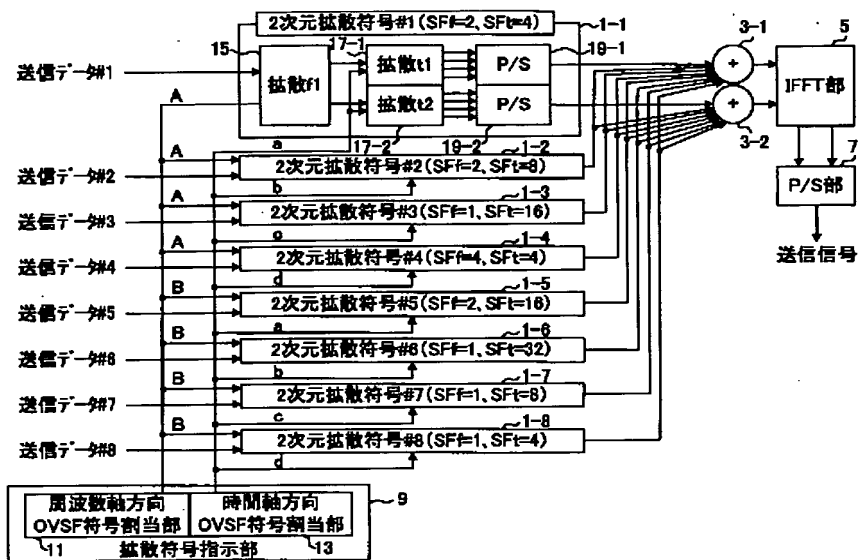 2次元拡散符号#1(SFf=2、SFt=4)
1-1
15
17-1
19-1
3-1
5
送信データ#1
拡散f1
拡散t1
P/S
拡散t2
P/S
+
+
IFFT部
A
a
17-2
19-2
3-2
7
P/S部
送信信号
A
1-2
送信データ#2
2次元拡散符号#2(SFf=2、SFt=8)
b
A
1-3
送信データ#3
2次元拡散符号#3(SFf=1、SFt=16)
c
A
1-4
送信データ#4
2次元拡散符号#4(SFf=4、SFt=4)
d
B
1-5
送信データ#5
2次元拡散符号#5(SFf=2、SFt=16)
a
B
1-6
送信データ#6
2次元拡散符号#6(SFf=1、SFt=32)
b
B
1-7
送信データ#7
2次元拡散符号#7(SFf=1、SFt=8)
c
B
1-8
送信データ#8
2次元拡散符号#8(SFf=1、SFt=4)
d
周波数軸方向
OVSF符号割当部
時間軸方向
OVSF符号割当部
9
11
拡散符号指示部
13